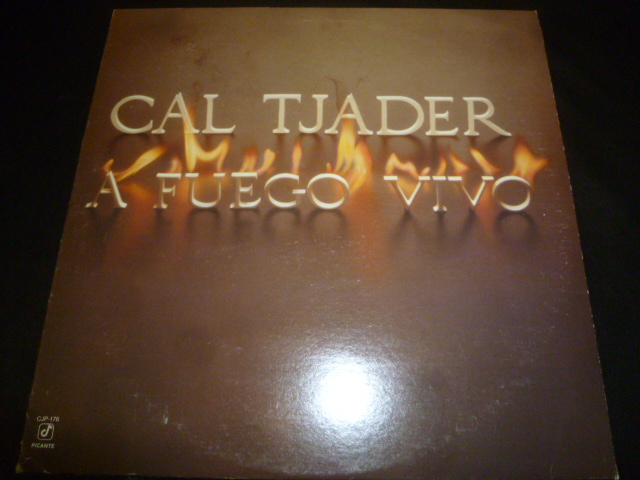 CAL TJADER
A FUEGO VIVO
CJP-176
PICANTE